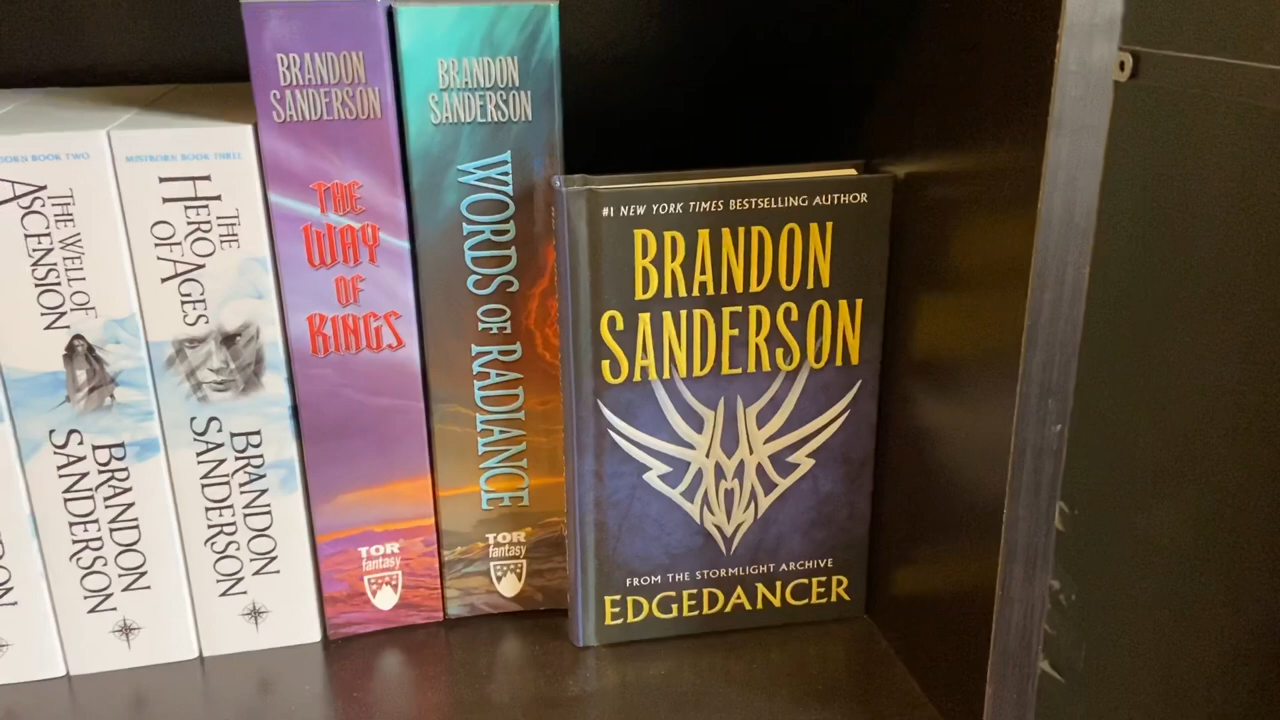 BOOK TWO
THE WELL OF
ASCENSION
BRANDON
SANDERSON
MISTBORN BOOK THREE
THE
HERO
OF AGES
BRANDON
SANDERSON
BRANDON
SANDERSON
THE
WAY
OF
KINGS
TOR
fantasy
BRANDON
SANDERSON
WORDS OF RADIANCE
TOR
fantasy
#1 NEW YORK TIMES BESTSELLING AUTHOR
BRANDON
SANDERSON
FROM THE STORMLIGHT ARCHIVE
EDGEDANCER